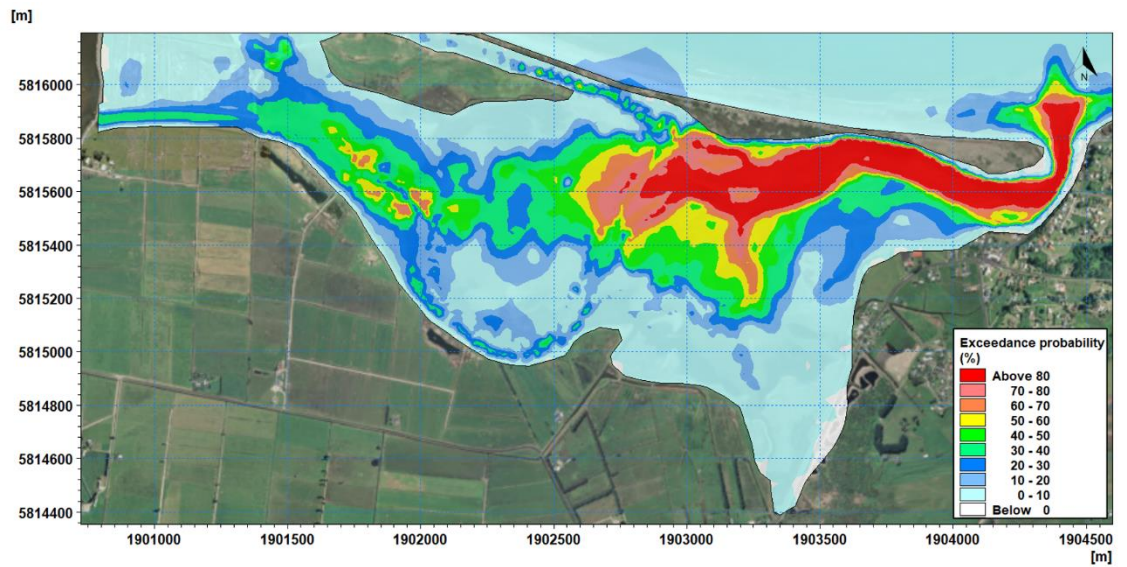 [m]
5816000
5815800
5815600
5815400
5815200
5815000
5814800
5814600
5814400
1901000 1901500 1902000 1902500 1903000 1903500 1904000 1904500
[m]
N
Exceedance probability
(%)
Above 80
70 - 80
60 - 70
50 - 60
40 - 50
30 - 40
20 - 30
10 - 20
0 - 10
Below 0